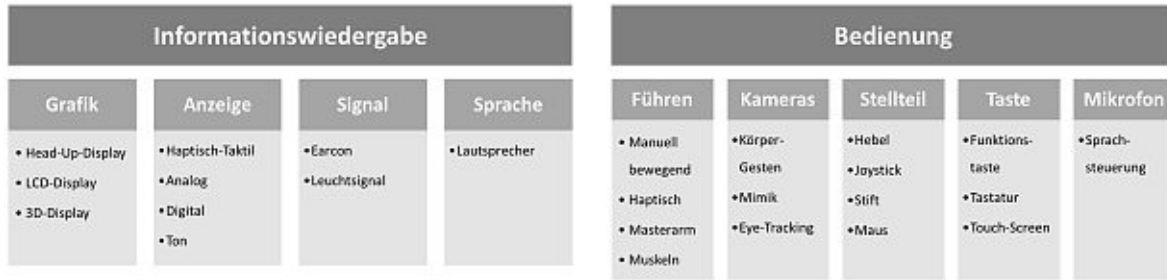 Informationswiedergabe
Grafik
• Head-Up-Display
• LCD-Display
• 3D-Display
Anzeige
•Haptisch-Taktil
•Analog
•Digital
•Ton
Signal
•Earcon
•Leuchtsignal
Sprache
•Lautsprecher
Bedienung
Führen
• Manuell
bewegend
• Haptisch
• Masterarm
• Muskeln
Kameras
•Körper-
Gesten
•Mimik
•Eye-Tracking
Stellteil
•Hebel
•Joystick
•Stift
•Maus
Taste
•Funktions-
taste
•Tastatur
•Touch-Screen
Mikrofon
•Sprach-
steuerung